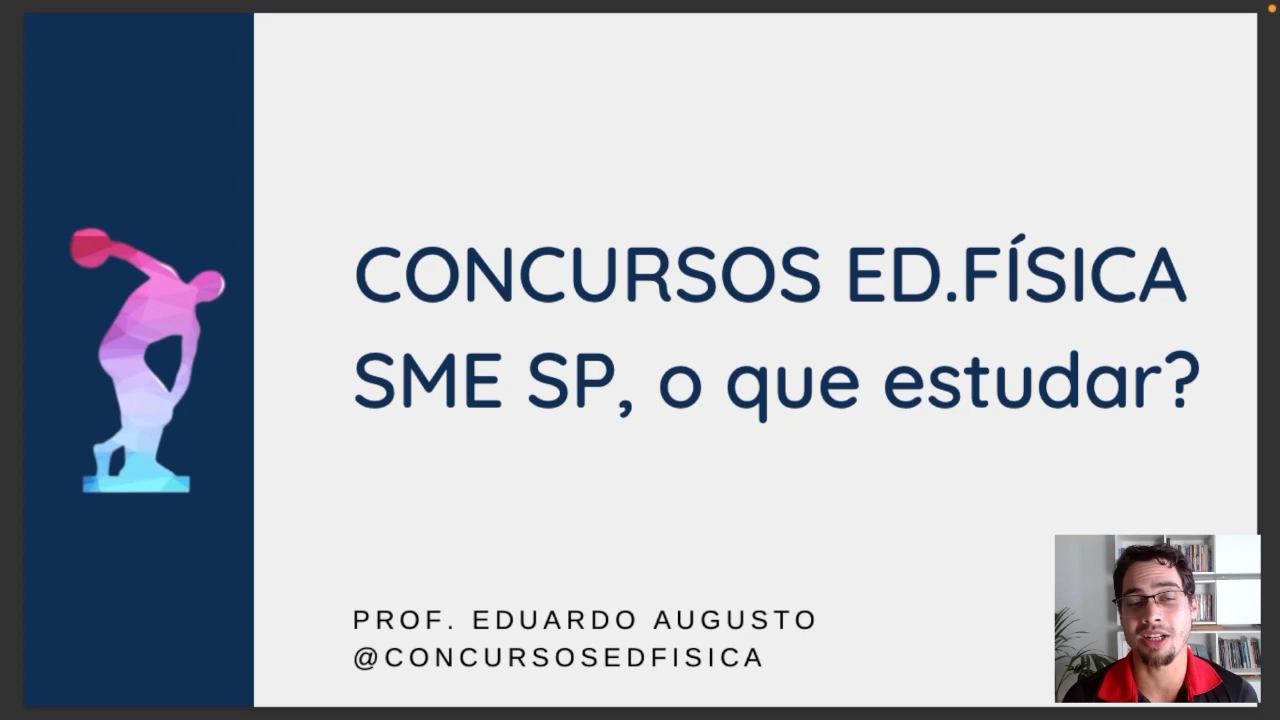 CONCURSOS ED.FÍSICA
SME SP, o que estudar?
PROF. EDUARDO AUGUSTO
@CONCURSOSEDFISICA